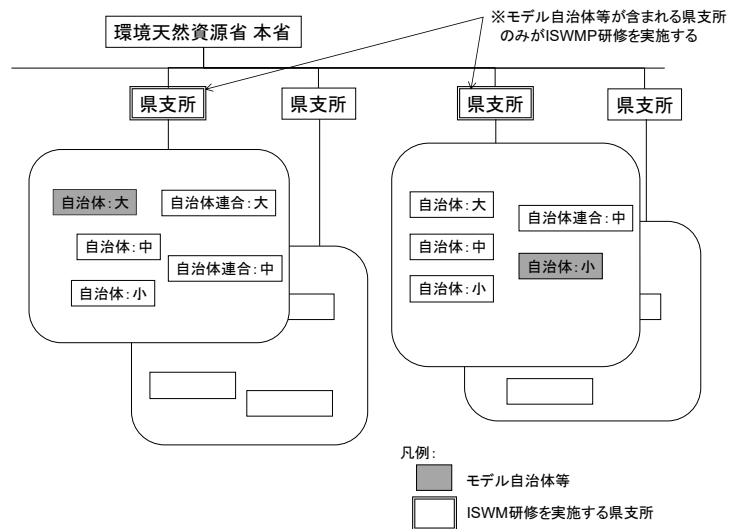 環境天然資源省 本省
※モデル自治体等が含まれる県支所
のみがISWMP研修を実施する
県支所
県支所
県支所
県支所
自治体:大
自治体連合:大
自治体:中
自治体連合:中
自治体:小
自治体:大
自治体連合:中
自治体:中
自治体:小
自治体:小
凡例:
モデル自治体等
ISWM研修を実施する県支所